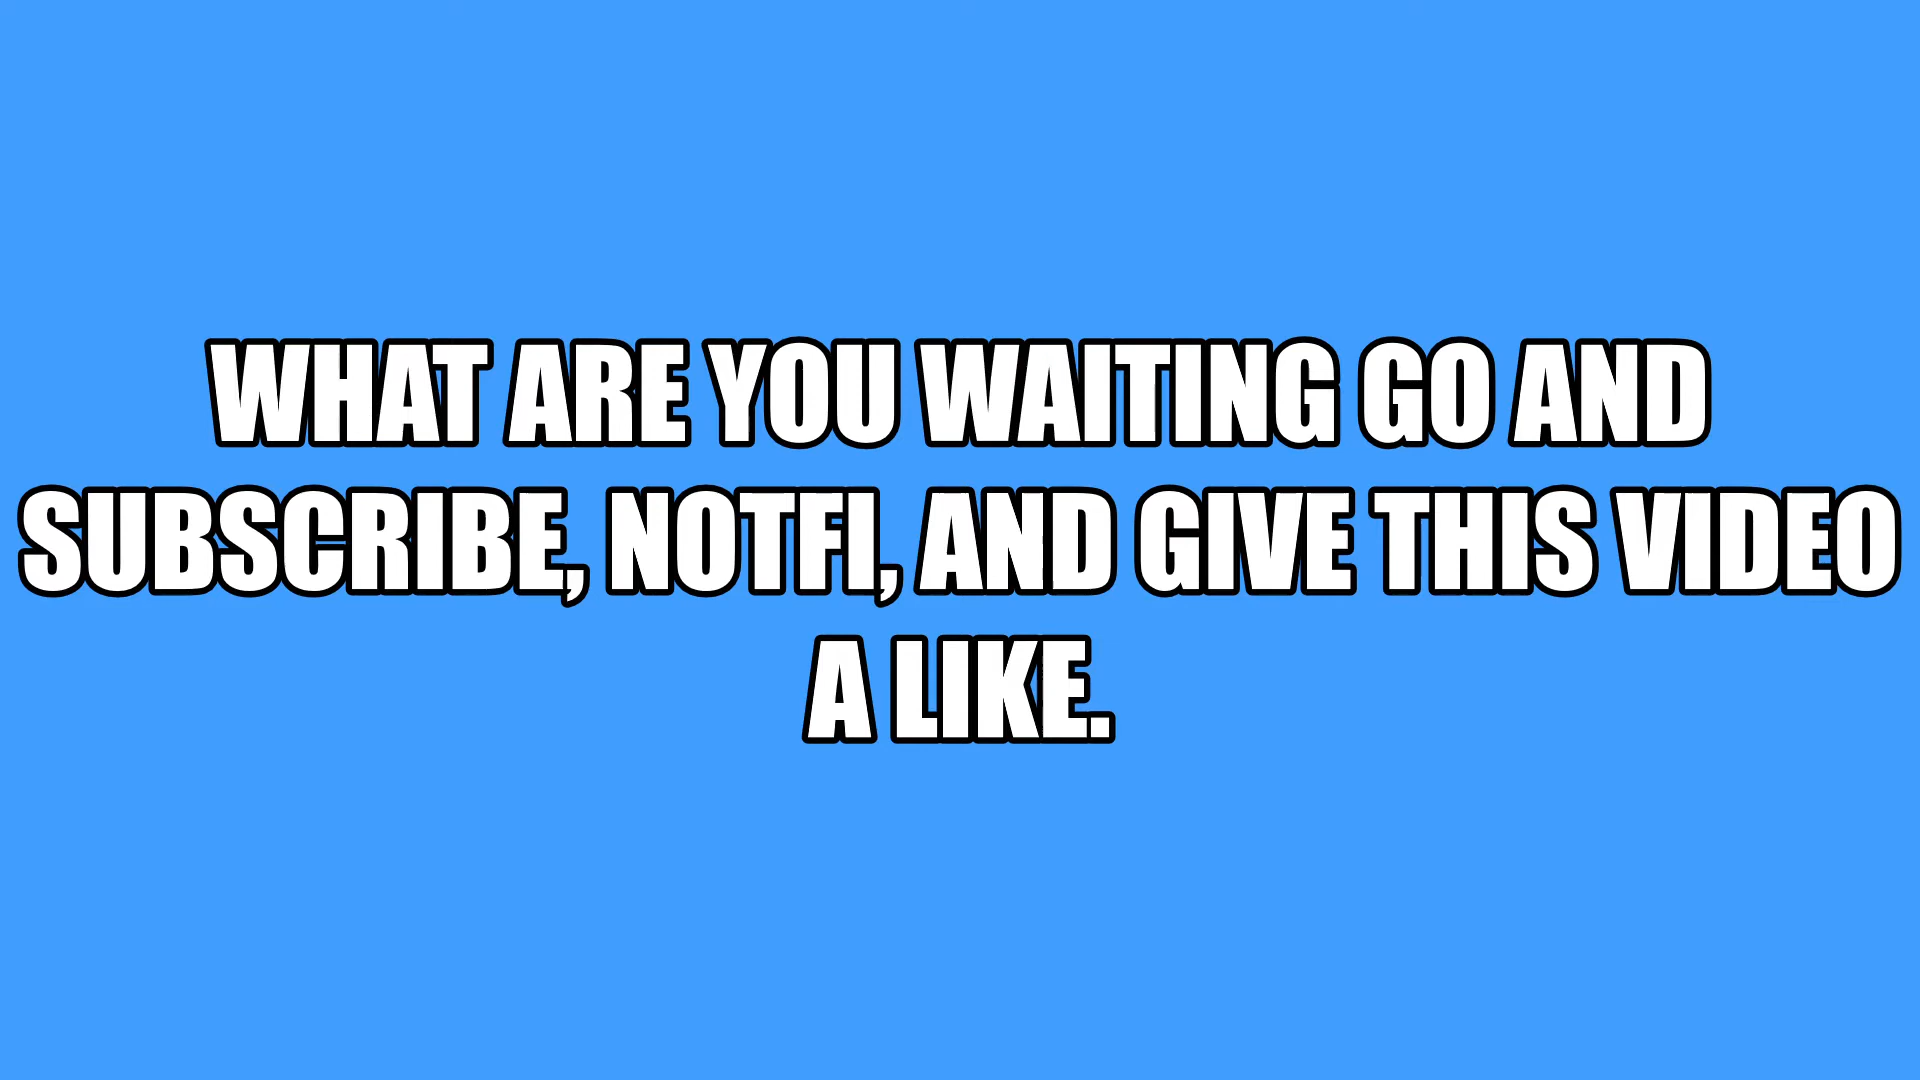 WHAT ARE YOU WAITING GO AND
SUBSCRIBE, NOTFI, AND GIVE THIS VIDEO
A LIKE.